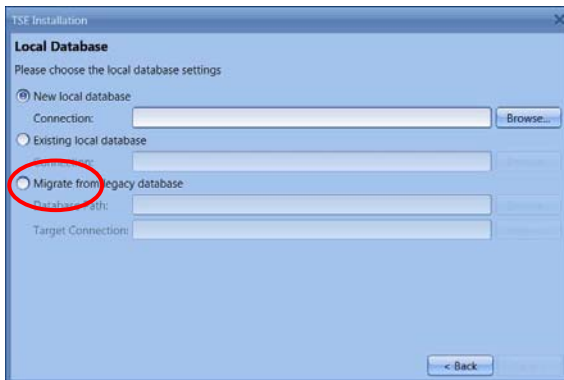 TSE Installation
Local Database
Please choose the local database settings
New local database
Connection:
Browse...
Existing local database
Connection:
Migrate from legacy database
Database Path:
Target Connection:
< Back